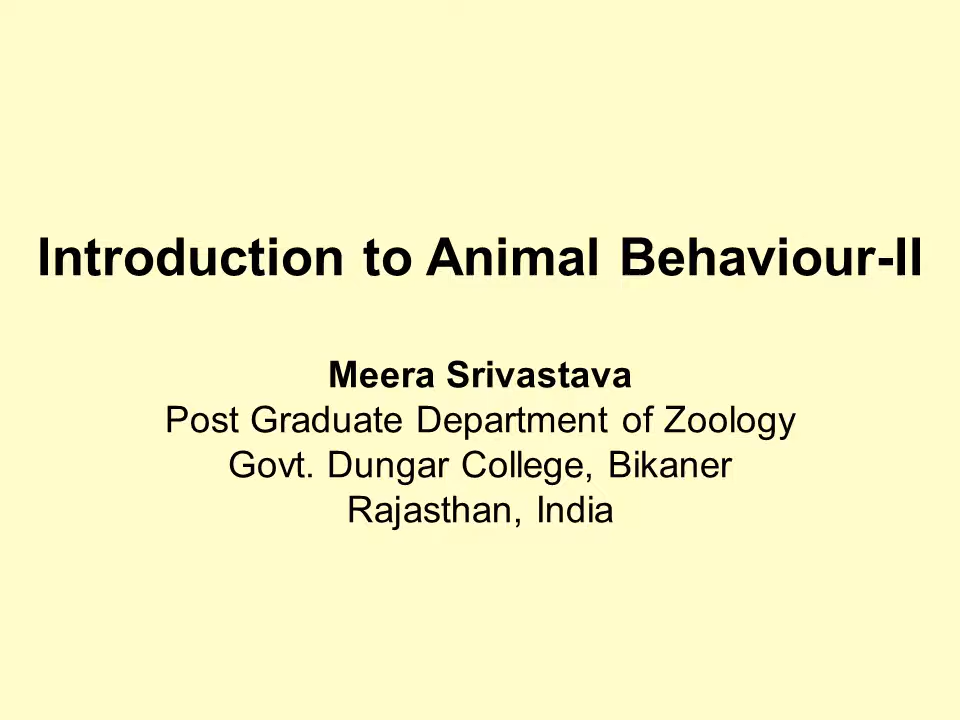 Introduction to Animal Behaviour-II
Meera Srivastava
Post Graduate Department of Zoology
Govt. Dungar College, Bikaner
Rajasthan, India